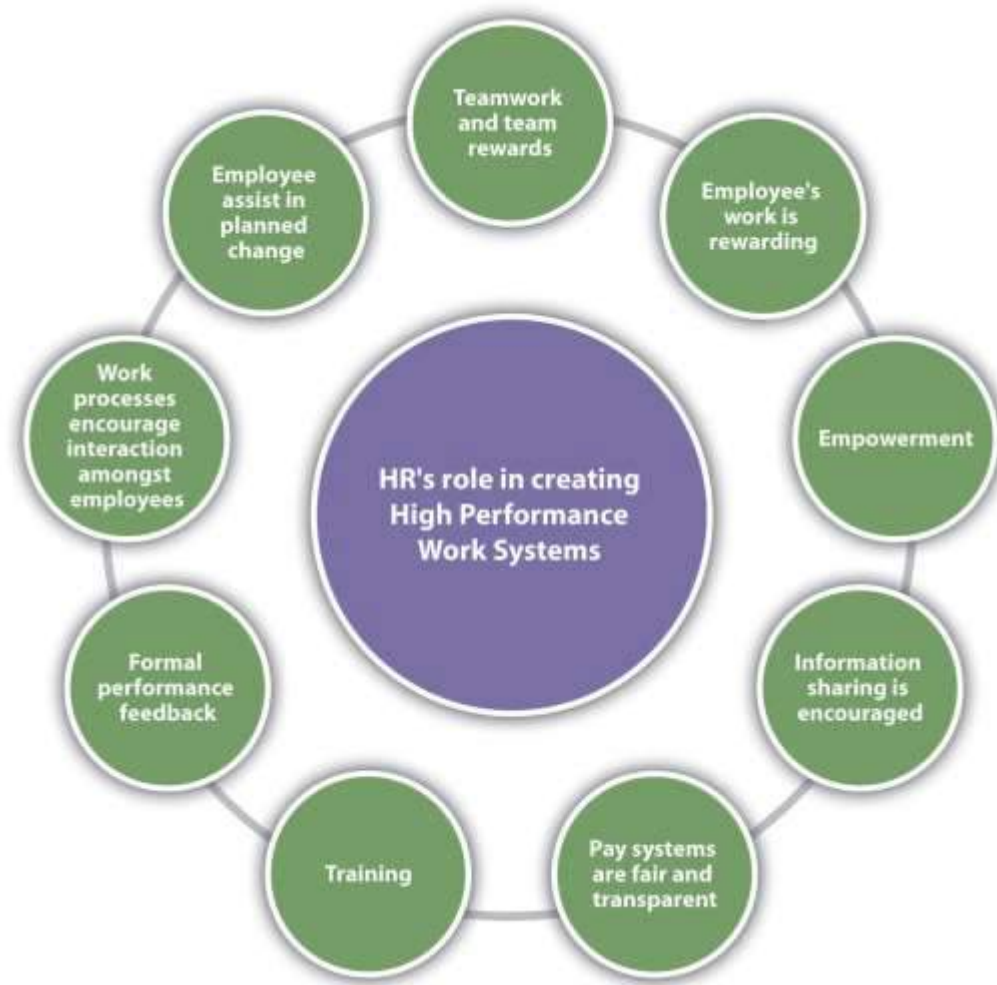 Teamwork
and team
rewards
Employee's
work is
rewarding
Empowerment
Information
sharing is
encouraged
Pay systems
are fair and
transparent
Training
Formal
performance
feedback
Work
processes
encourage
interaction
amongst
employees
Employee
assist in
planned
change
HR's role in creating
High Performance
Work Systems